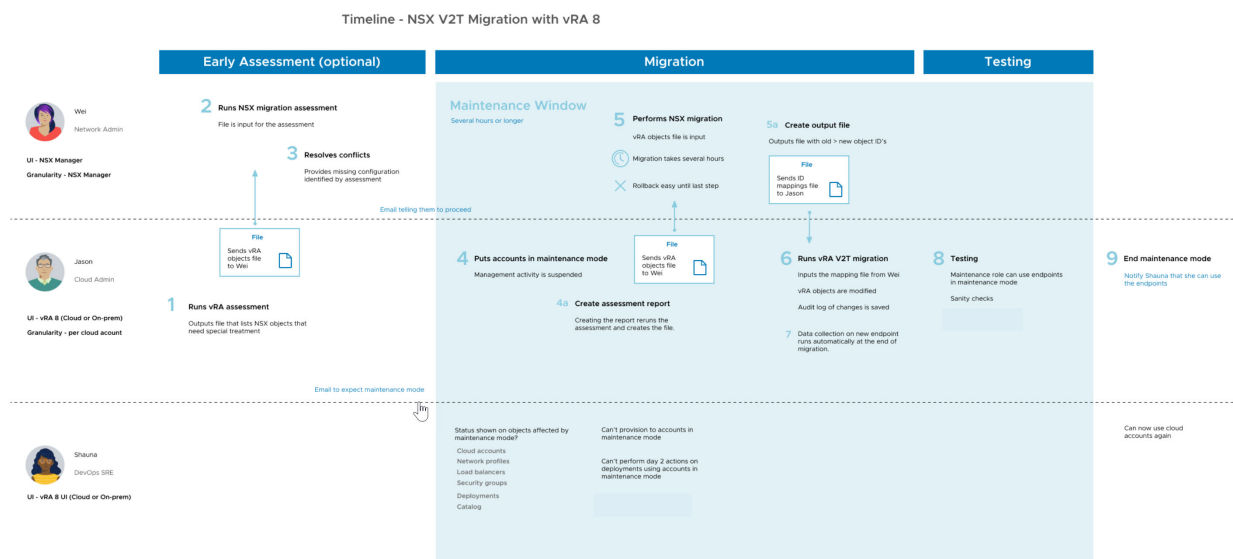 Timeline - NSX V2T Migration with vRA 8
Early Assessment (optional)
Migration
Testing
Wei
Network Admin
UI - NSX Manager
Granularity - NSX Manager
2
Runs NSX migration assessment
File is input for the assessment
3
Resolves conflicts
Provides missing configuration
identified by assessment
Maintenance Window
Several hours or longer
5
Performs NSX migration
vRA objects file is input
Migration takes several hours
Rollback easy until last step
5a Create output file
Outputs file with old > new object ID's
File
Sends ID
mappings file
to Jason
Email telling them to proceed
Jason
Cloud Admin
UI - vRA 8 (Cloud or On-prem)
Granularity - per cloud acount
File
Sends vRA
objects file
to Wei
1
Runs vRA assessment
Outputs file that lists NSX objects that
need special treatment
4
Puts accounts in maintenance mode
Management activity is suspended
File
Sends vRA
objects file
to Wei
4a Create assessment report
Creating the report reruns the
assessment and creates the file.
6
Runs vRA V2T migration
Inputs the mapping file from Wei
vRA objects are modified
Audit log of changes is saved
7 Data collection on new endpoint
runs automatically at the end of
migration.
8
Testing
Maintenance role can use endpoints
in maintenance mode
Sanity checks
9
End maintenance mode
Notify Shauna that she can use
the endpoints
Email to expect maintenance mode
Shauna
DevOps SRE
UI - vRA 8 UI (Cloud or On-prem)
Status shown on objects affected by
maintenance mode?
Cloud accounts
Network profiles
Load balancers
Security groups
Deployments
Catalog
Can't provision to accounts in
maintenance mode
Can't perform day 2 actions on
deployments using accounts in
maintenance mode
Can now use cloud
accounts again